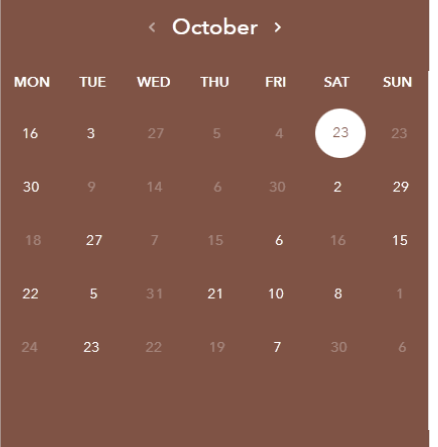 ‹ October ›
MON TUE WED THU FRI SAT SUN
16 3 27 5 4 23 23
30 9 14 6 30 2 29
18 27 7 15 6 16 15
22 5 31 21 10 8 1
24 23 22 19 7 30 6